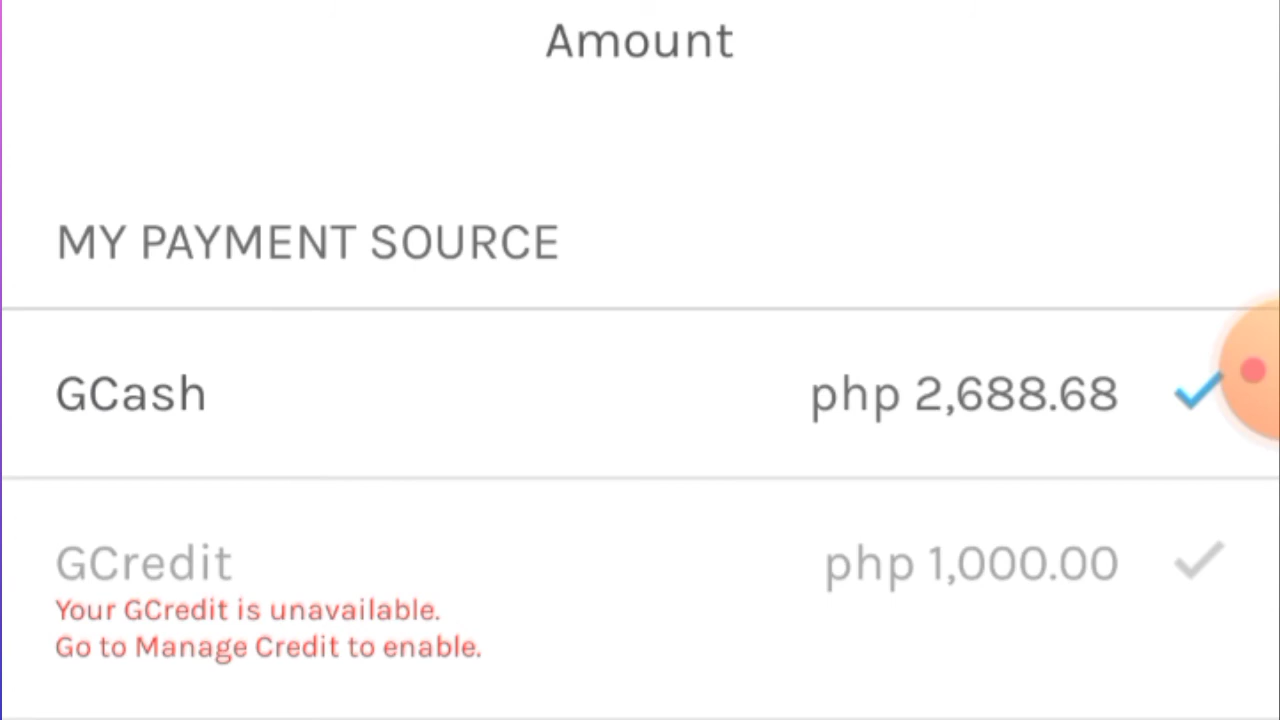 Amount
MY PAYMENT SOURCE
GCash php 2,688.68
GCredit php 1,000.00
Your GCredit is unavailable.
Go to Manage Credit to enable.